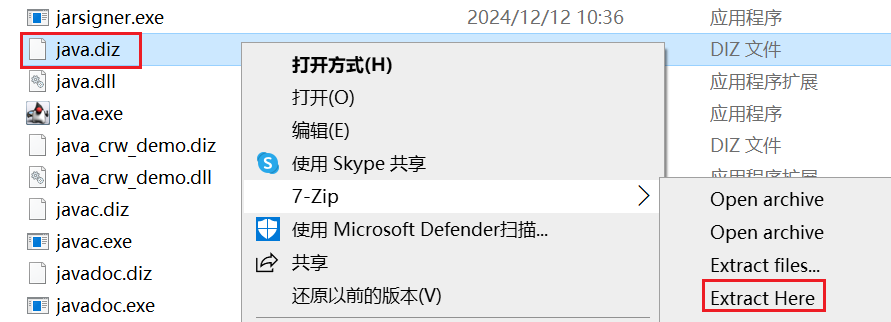 jarsigner.exe 2024/12/12 10:36 应用程序
java.diz DIZ 文件
打开方式(H)
java.dll 应用程序扩展
打开(O)
java.exe 应用程序
编辑(E)
java_crw_demo.diz DIZ 文件
使用 Skype 共享
java_crw_demo.dll 应用程序扩展
7-Zip
Open archive
javac.diz
使用 Microsoft Defender扫描...
Open archive
javac.exe
共享
Extract files...
javadoc.diz
还原以前的版本(V)
Extract Here
javadoc.exe